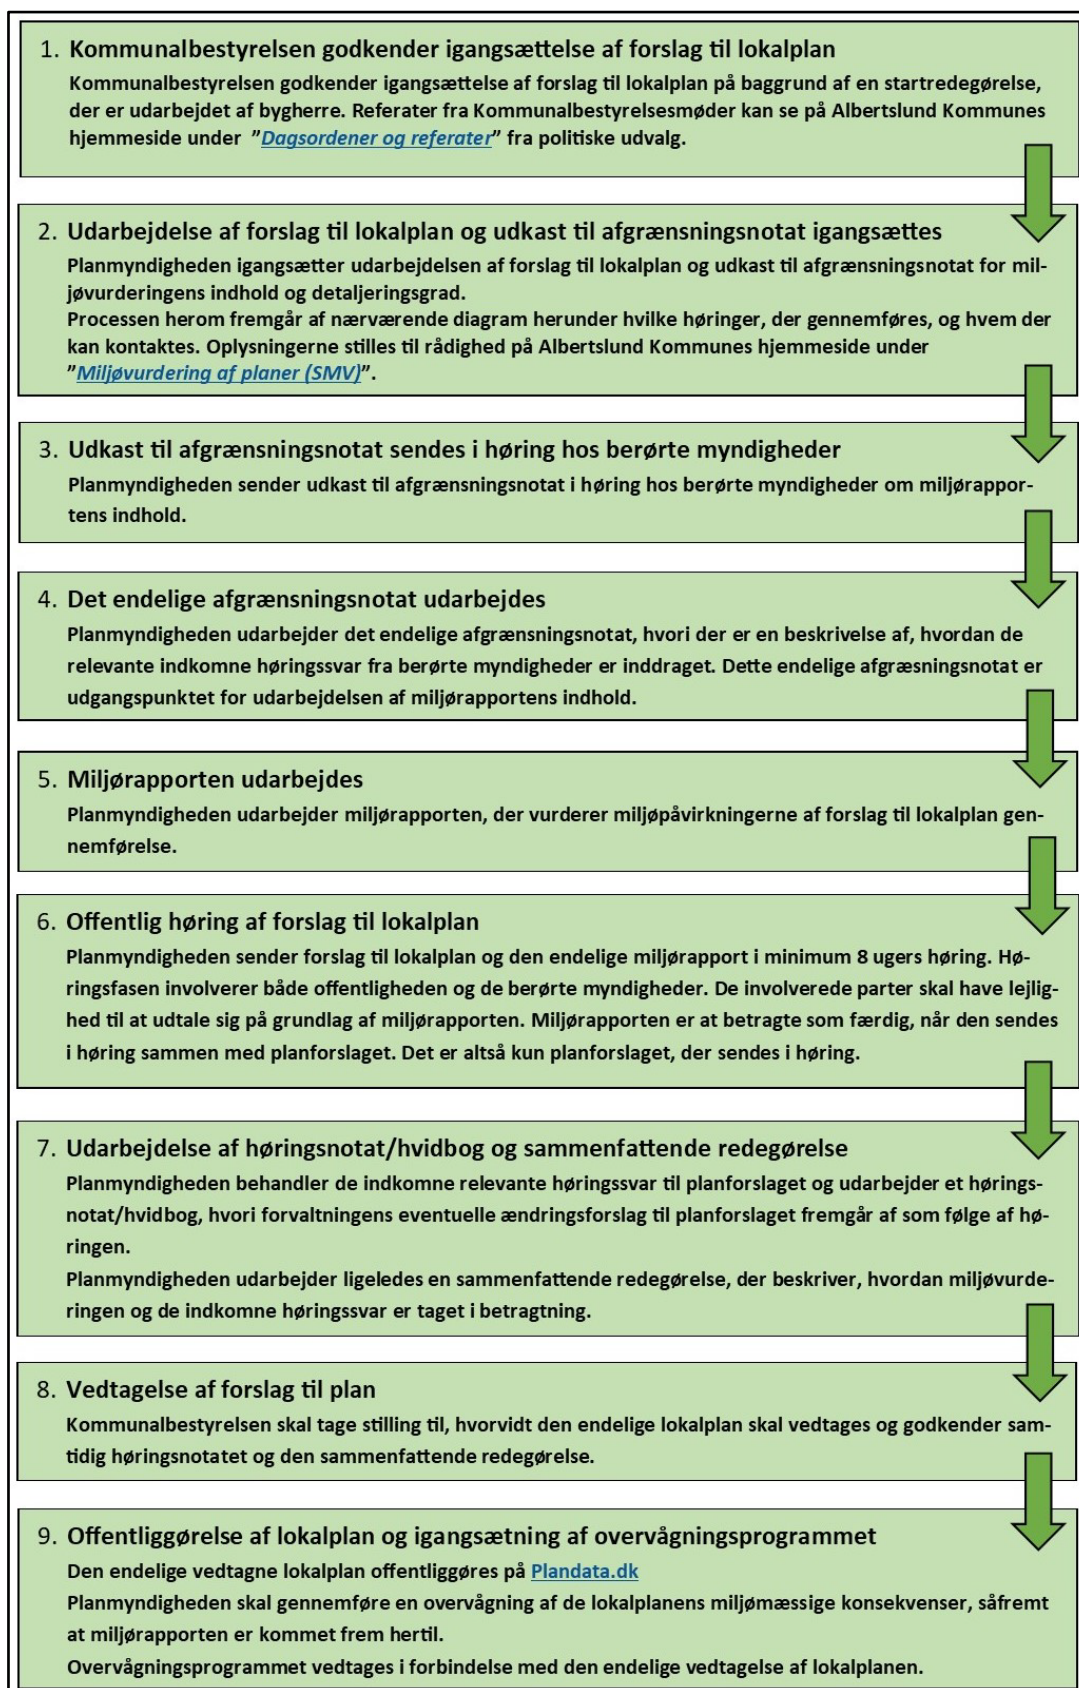 1. Kommunalbestyrelsen godkender igangsættelse af forslag til lokalplan
Kommunalbestyrelsen godkender igangsættelse af forslag til lokalplan på baggrund af en startredegørelse,
der er udarbejdet af bygherre. Referater fra Kommunalbestyrelsesmøder kan se på Albertslund Kommunes
hjemmeside under ”Dagsordener og referater” fra politiske udvalg.
2. Udarbejdelse af forslag til lokalplan og udkast til afgrænsningsnotat igangsættes
Planmyndigheden igangsætter udarbejdelsen af forslag til lokalplan og udkast til afgrænsningsnotat for mil-
jøvurderingens indhold og detaljeringsgrad.
Processen herom fremgår af nærværende diagram herunder hvilke høringer, der gennemføres, og hvem der
kan kontaktes. Oplysningerne stilles til rådighed på Albertslund Kommunes hjemmeside under
”Miljøvurdering af planer (SMV)”.
3. Udkast til afgrænsningsnotat sendes i høring hos berørte myndigheder
Planmyndigheden sender udkast til afgrænsningsnotat i høring hos berørte myndigheder om miljørappor-
tens indhold.
4. Det endelige afgrænsningsnotat udarbejdes
Planmyndigheden udarbejder det endelige afgrænsningsnotat, hvori der er en beskrivelse af, hvordan de
relevante indkomne høringssvar fra berørte myndigheder er inddraget. Dette endelige afgræsningsnotat er
udgangspunktet for udarbejdelsen af miljørapportens indhold.
5. Miljørapporten udarbejdes
Planmyndigheden udarbejder miljørapporten, der vurderer miljøpåvirkningerne af forslag til lokalplan gen-
nemførelse.
6. Offentlig høring af forslag til lokalplan
Planmyndigheden sender forslag til lokalplan og den endelige miljørapport i minimum 8 ugers høring. Hø-
ringsfasen involverer både offentligheden og de berørte myndigheder. De involverede parter skal have lejlig-
hed til at udtale sig på grundlag af miljørapporten. Miljørapporten er at betragte som færdig, når den sendes
i høring sammen med planforslaget. Det er altså kun planforslaget, der sendes i høring.
7. Udarbejdelse af høringsnotat/hvidbog og sammenfattende redegørelse
Planmyndigheden behandler de indkomne relevante høringssvar til planforslaget og udarbejder et hørings-
notat/hvidbog, hvori forvaltningens eventuelle ændringsforslag til planforslaget fremgår af som følge af hø-
ringen.
Planmyndigheden udarbejder ligeledes en sammenfattende redegørelse, der beskriver, hvordan miljøvurde-
ringen og de indkomne høringssvar er taget i betragtning.
8. Vedtagelse af forslag til plan
Kommunalbestyrelsen skal tage stilling til, hvorvidt den endelige lokalplan skal vedtages og godkender sam-
tidig høringsnotatet og den sammenfattende redegørelse.
9. Offentliggørelse af lokalplan og igangsætning af overvågningsprogrammet
Den endelige vedtagne lokalplan offentliggøres på Plandata.dk
Planmyndigheden skal gennemføre en overvågning af de lokalplanens miljømæssige konsekvenser, såfremt
at miljørapporten er kommet frem hertil.
Overvågningsprogrammet vedtages i forbindelse med den endelige vedtagelse af lokalplanen.